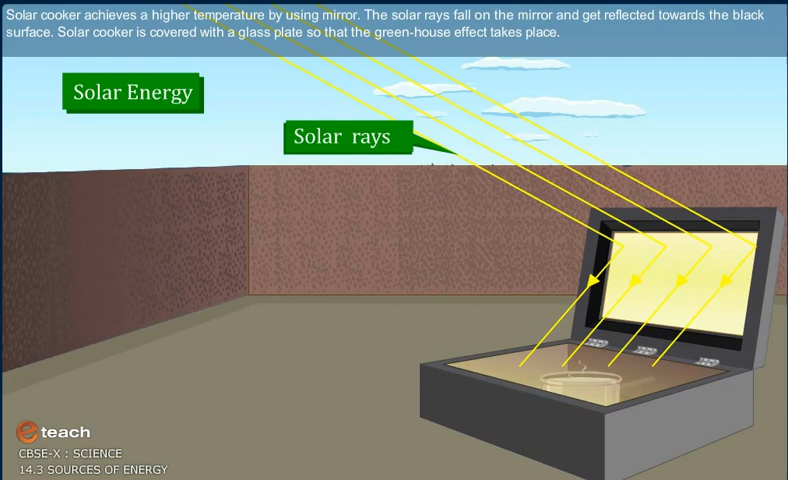 Solar cooker achieves a higher temperature by using mirror. The solar rays fall on the mirror and get reflected towards the black
surface. Solar cooker is covered with a glass plate so that the green-house effect takes place.
Solar Energy
Solar rays
e teach
CBSE-X : SCIENCE
14.3 SOURCES OF ENERGY